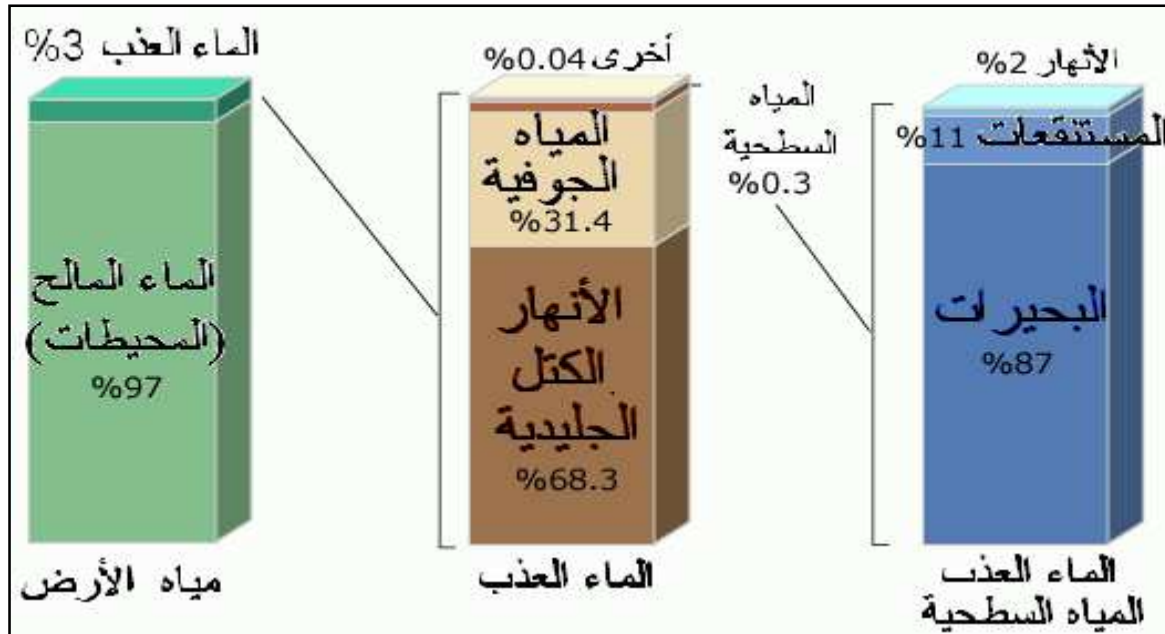 الماء العذب 3%
الماء المالح
(المحيطات)
%97
مياه الأرض
أخرى 0.04%
المياه
الجوفية
%31.4
الأنهار
الكتل
الجليدية
%68.3
الماء العذب
المياه
السطحية
%0.3
الأنهار 2%
المستنقعات 11%
البحيرات
%87
الماء العذب
المياه السطحية